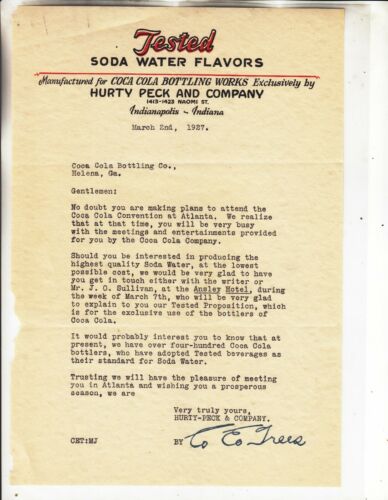 Tested
SODA WATER FLAVORS
Manufactured for COCA COLA BOTTLING WORKS Exclusively by
HURTY PECK AND COMPANY
1413-1423 NAOMI ST.
Indianapolis ~ Indiana
March 2nd, 1927.
Coca Cola Bottling Co.,
Helena, Ga.
Gentlemen:
No doubt you are making plans to attend the
Coca Cola Convention at Atlanta. We realize
that at that time, you will be very busy
with the meetings and entertainments provided
for you by the Coca Cola Company.
Should you be interested in producing the
highest quality Soda Water, at the lowest
possible cost, we would be very glad to have
you get in touch either with the writer or
Mr. J. O. Sullivan, at the Ansley Hotel, during
the week of March 7th, who will be very glad
to explain to you our Tested Proposition, which
is for the exclusive use of the bottlers of
Coca Cola.
It would probably interest you to know that at
present, we have over four-hundred Coca Cola
bottlers, who have adopted Tested beverages as
their standard for Soda Water.
Trusting we will have the pleasure of meeting
you in Atlanta and wishing you a prosperous
season, we are
Very truly yours,
HURTY-PECK & COMPANY.
CET:MJ
BY